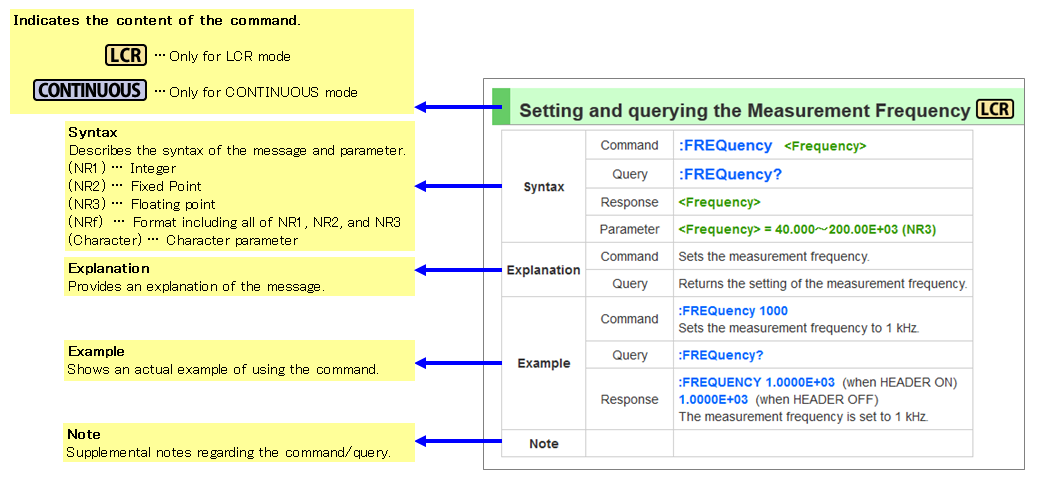 Indicates the content of the command.
LCR ··· Only for LCR mode
CONTINUOUS ··· Only for CONTINUOUS mode
Syntax
Describes the syntax of the message and parameter.
(NR1) ··· Integer
(NR2) ··· Fixed Point
(NR3) ··· Floating point
(NRf) ··· Format including all of NR1, NR2, and NR3
(Character) ··· Character parameter
Explanation
Provides an explanation of the message.
Example
Shows an actual example of using the command.
Note
Supplemental notes regarding the command/query.
Setting and querying the Measurement Frequency LCR
Syntax
Command :FREQuency <Frequency>
Query :FREQuency?
Response <Frequency>
Parameter <Frequency> = 40.000～200.00E+03 (NR3)
Explanation
Command Sets the measurement frequency.
Query Returns the setting of the measurement frequency.
Example
Command :FREQuency 1000
Sets the measurement frequency to 1 kHz.
Query :FREQuency?
Response :FREQUENCY 1.0000E+03 (when HEADER ON)
1.0000E+03 (when HEADER OFF)
The measurement frequency is set to 1 kHz.
Note